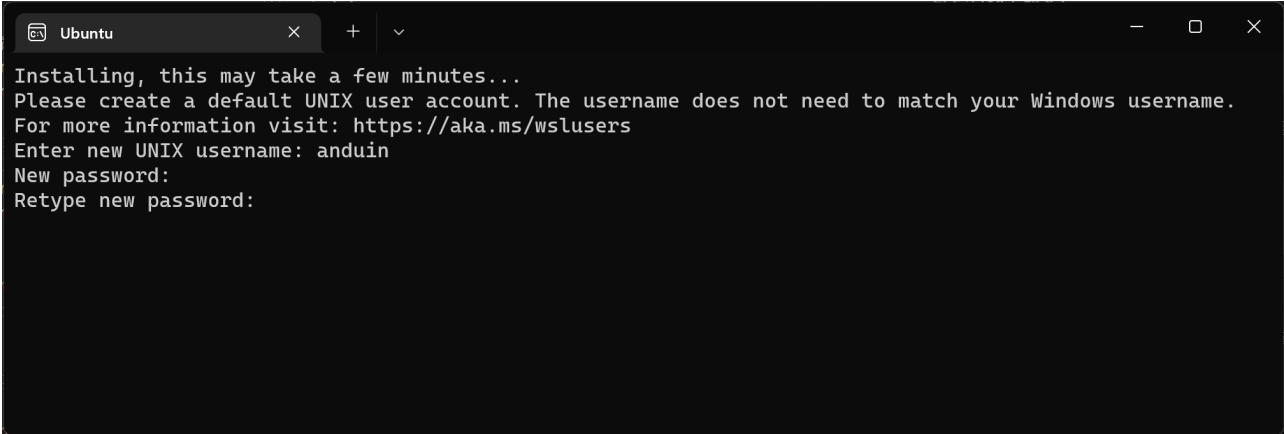 Ubuntu
Installing, this may take a few minutes...
Please create a default UNIX user account. The username does not need to match your Windows username.
For more information visit: https://aka.ms/wslusers
Enter new UNIX username: anduin
New password:
Retype new password: